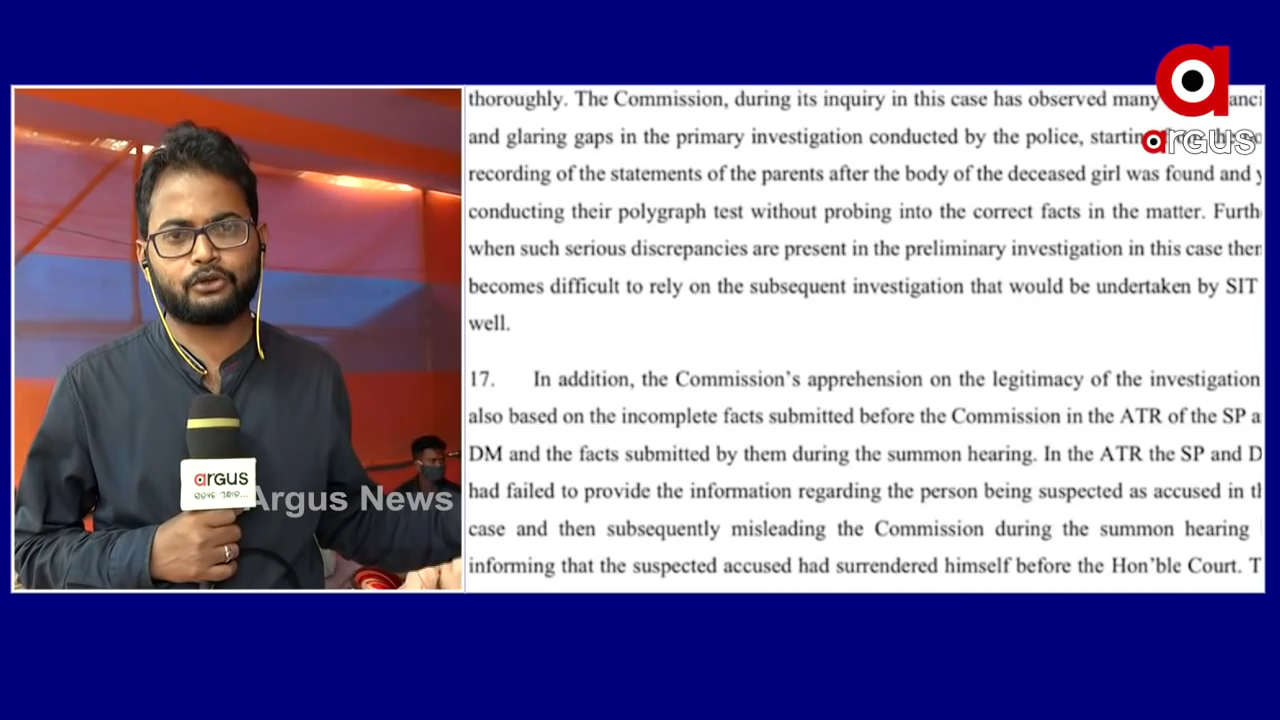 thoroughly. The Commission, during its inquiry in this case has observed many
and glaring gaps in the primary investigation conducted by the police,
recording of the statements of the parents after the body of the deceased girl was found and
conducting their polygraph test without probing into the correct facts in the matter.
when such serious discrepancies are present in the preliminary investigation in this case
becomes difficult to rely on the subsequent investigation that would be undertaken by SIT
well.
17. In addition, the Commission's apprehension on the legitimacy of the investigation
also based on the incomplete facts submitted before the Commission in the ATR of the SP
DM and the facts submitted by them during the summon hearing. In the ATR the SP and
had failed to provide the information regarding the person being suspected as accused in
case and then subsequently misleading the Commission during the summon hearing
informing that the suspected accused had surrendered himself before the Hon'ble Court.
argus
argus
Argus News